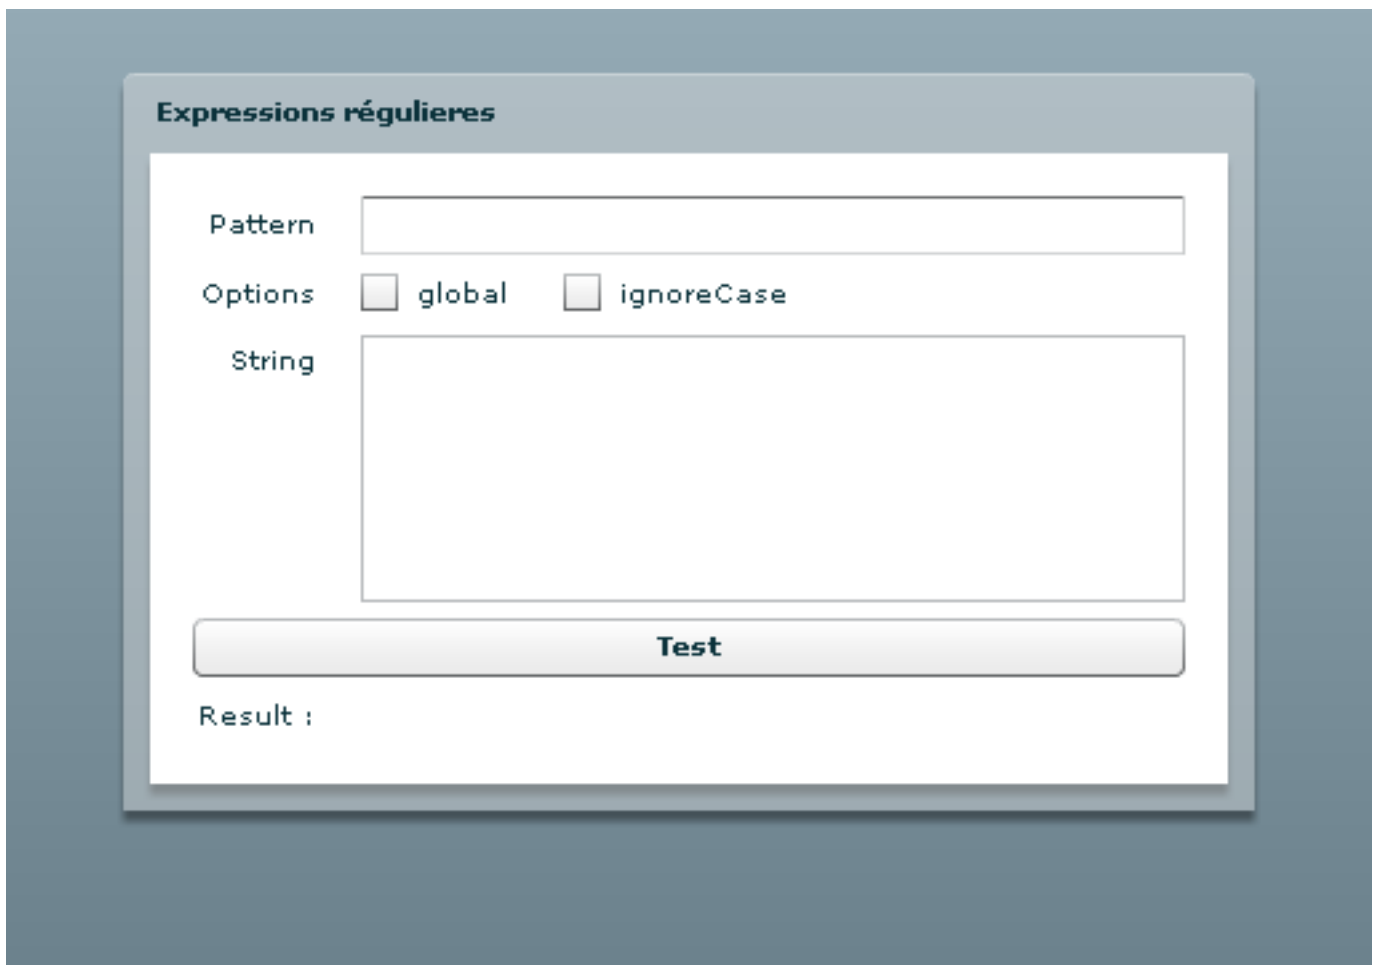 Expressions régulieres
Pattern
Options global ignoreCase
String
Test
Result :